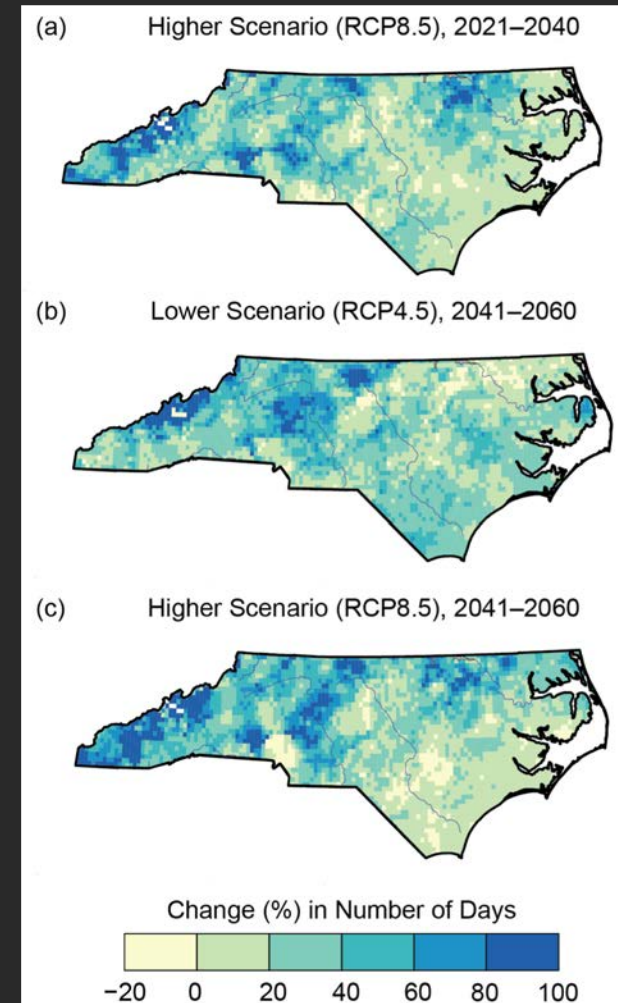 (a) Higher Scenario (RCP8.5), 2021–2040
(b) Lower Scenario (RCP4.5), 2041–2060
(c) Higher Scenario (RCP8.5), 2041–2060
Change (%) in Number of Days
−20 0 20 40 60 80 100